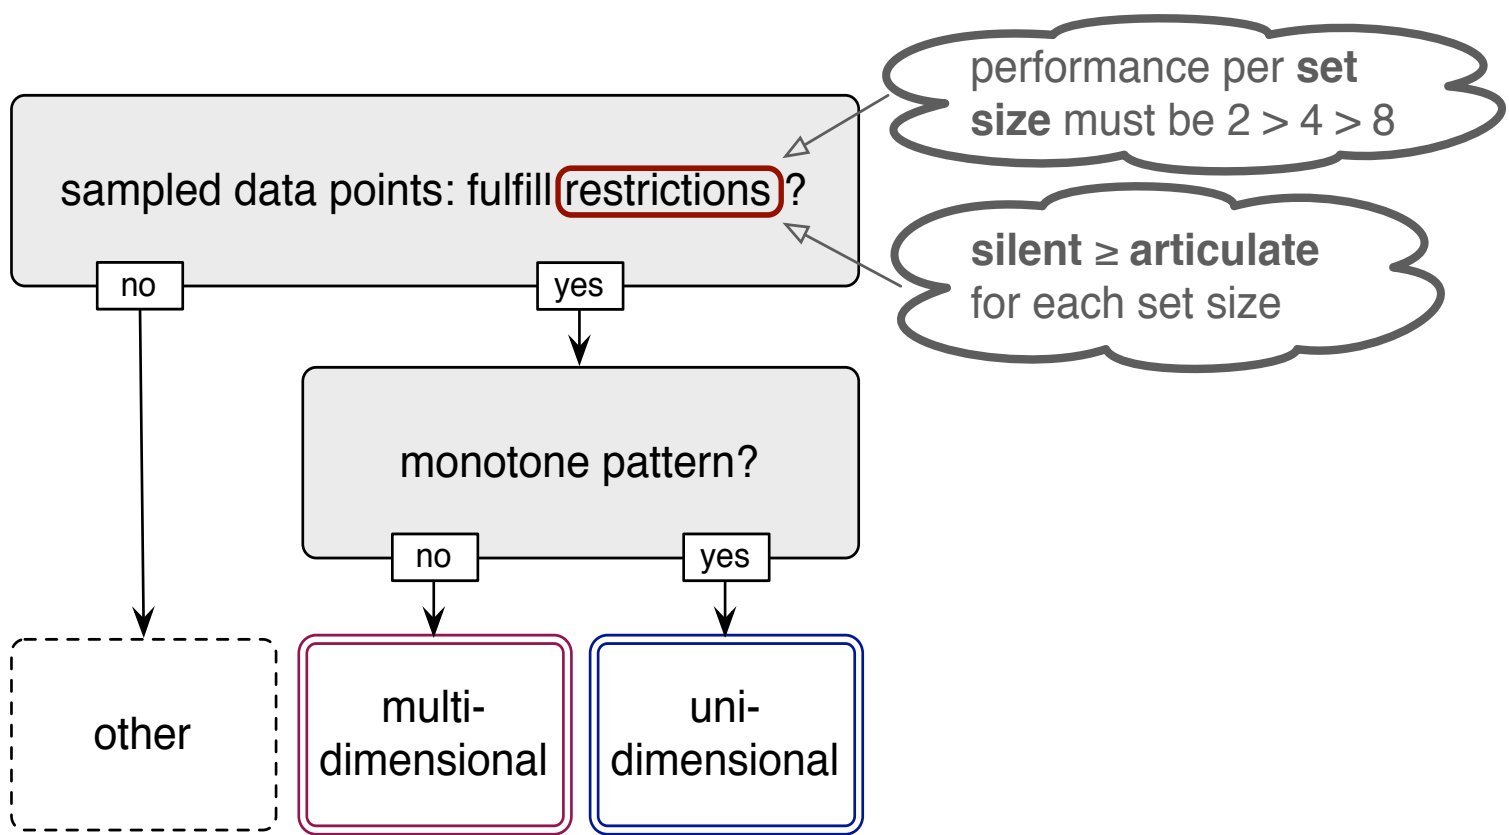 performance per set
size must be 2 > 4 > 8
sampled data points: fulfill restrictions ?
silent ≥ articulate
for each set size
no
yes
monotone pattern?
no
yes
other
multi-
dimensional
uni-
dimensional